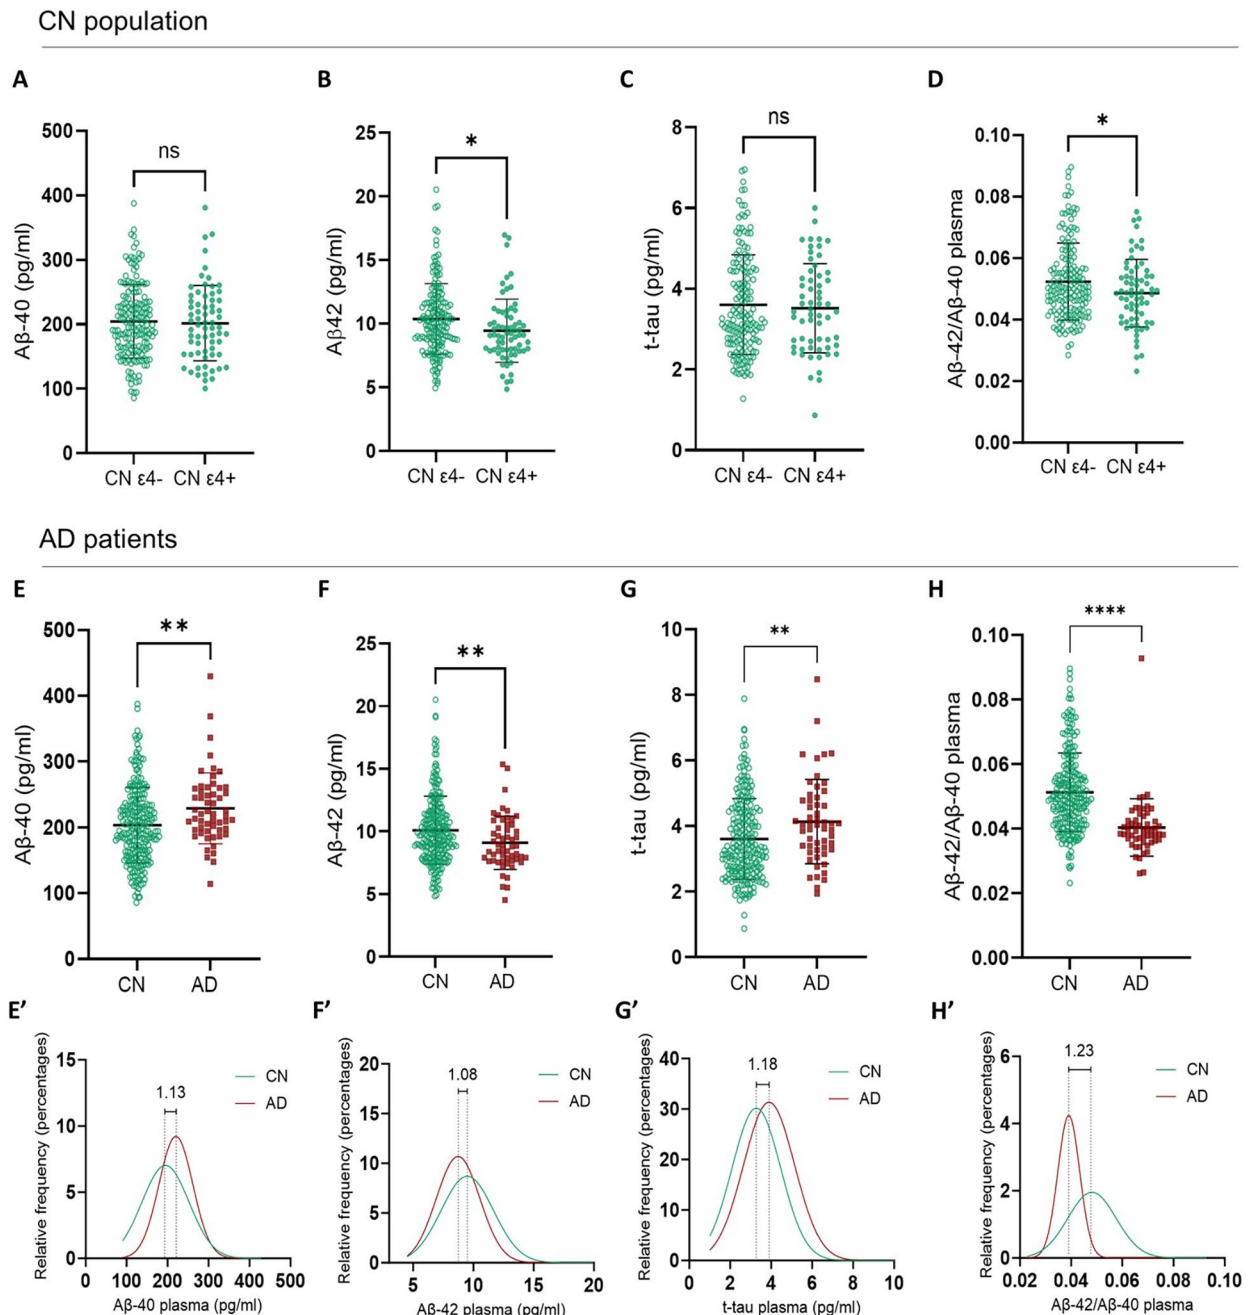 CN population
A
B
C
D
500
400
300
200
100
0
Aβ-40 (pg/ml)
ns
CN ε4- CN ε4+
25
20
15
10
5
0
Aβ42 (pg/ml)
*
CN ε4- CN ε4+
8
6
4
2
0
t-tau (pg/ml)
ns
CN ε4- CN ε4+
0.10
0.08
0.06
0.04
0.02
0.00
Aβ-42/Aβ-40 plasma
*
CN ε4- CN ε4+
AD patients
E
F
G
H
500
400
300
200
100
0
Aβ-40 (pg/ml)
**
CN AD
25
20
15
10
5
0
Aβ-42 (pg/ml)
**
CN AD
10
8
6
4
2
0
t-tau (pg/ml)
**
CN AD
0.10
0.08
0.06
0.04
0.02
0.00
Aβ-42/Aβ-40 plasma
****
CN AD
E’
F’
G’
H’
Relative frequency (percentages)
15
10
5
0
1.13
CN
AD
0 100 200 300 400 500
Aβ-40 plasma (pg/ml)
Relative frequency (percentages)
20
15
10
5
0
1.08
CN
AD
5 10 15 20
Aβ-42 plasma (pg/ml)
Relative frequency (percentages)
40
30
20
10
0
1.18
CN
AD
0 2 4 6 8 10
t-tau plasma (pg/ml)
Relative frequency (percentages)
6
4
2
0
1.23
CN
AD
0.02 0.04 0.06 0.08 0.10
Aβ-42/Aβ-40 plasma